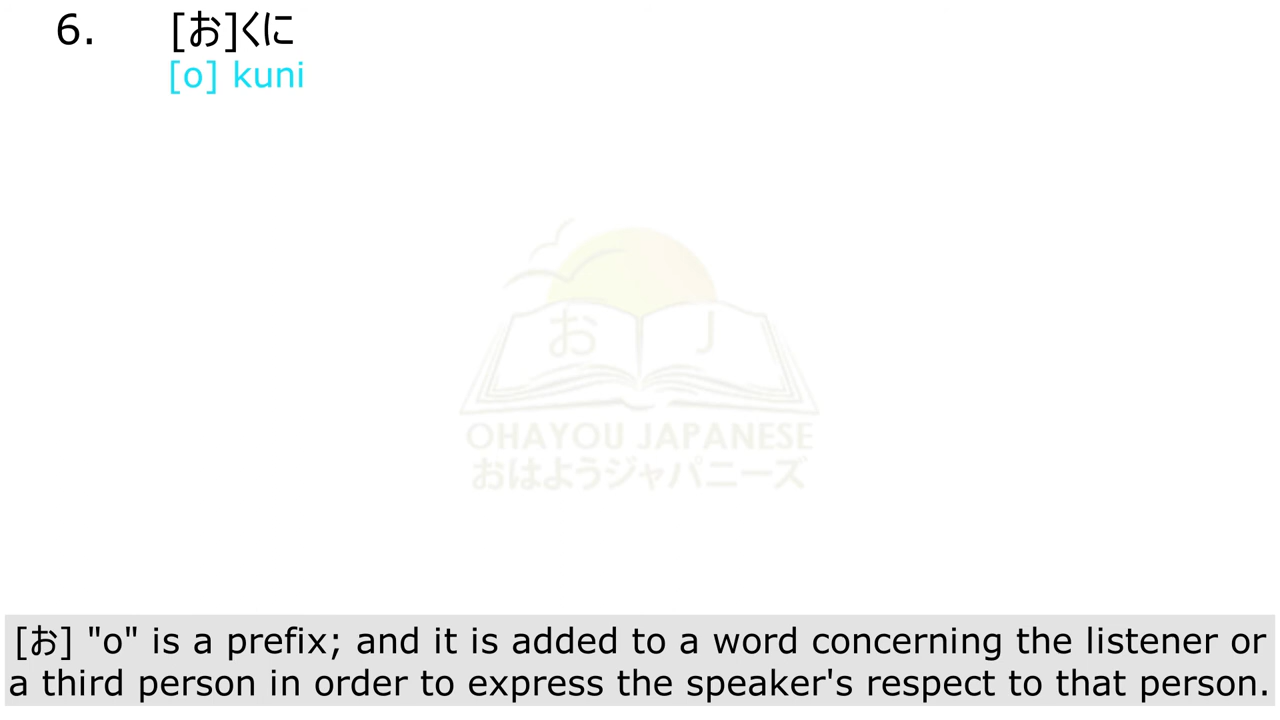 6. [お]くに
[o] kuni
お J
OHAYOU JAPANESE
おはようジャパニーズ
[お] "o" is a prefix; and it is added to a word concerning the listener or
a third person in order to express the speaker's respect to that person.